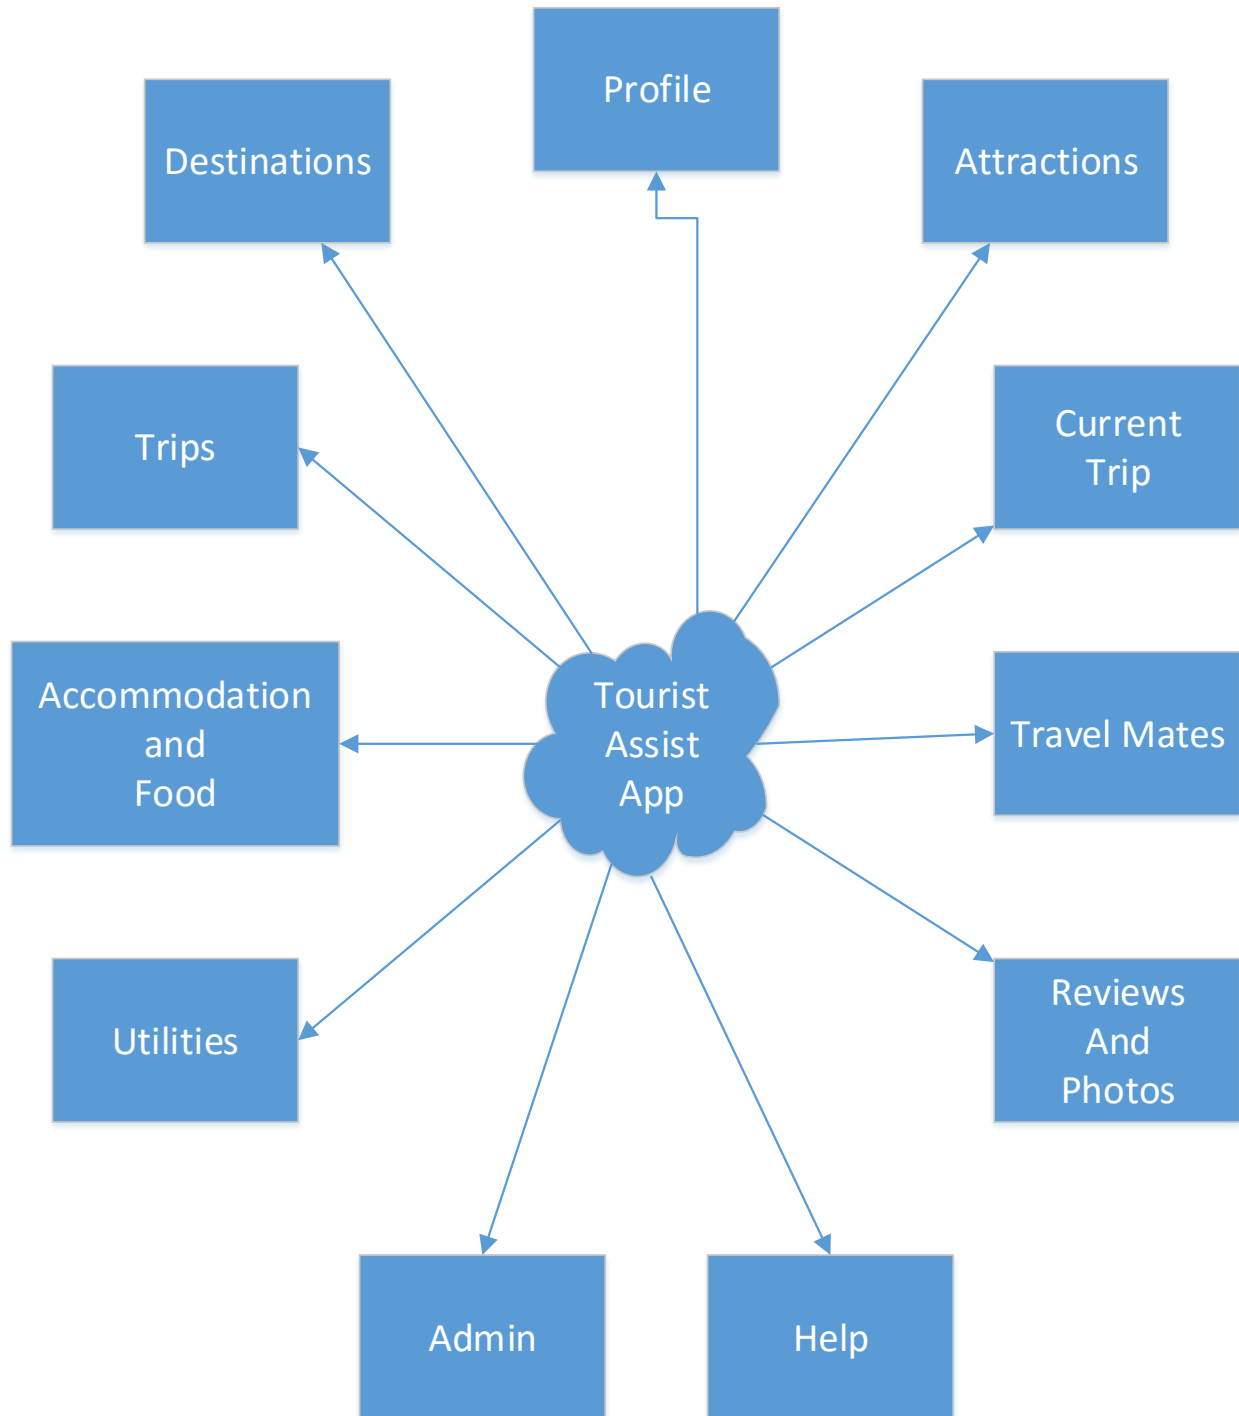 Profile
Destinations
Attractions
Trips
Current
Trip
Accommodation
and
Food
Tourist
Assist
App
Travel Mates
Utilities
Reviews
And
Photos
Admin
Help